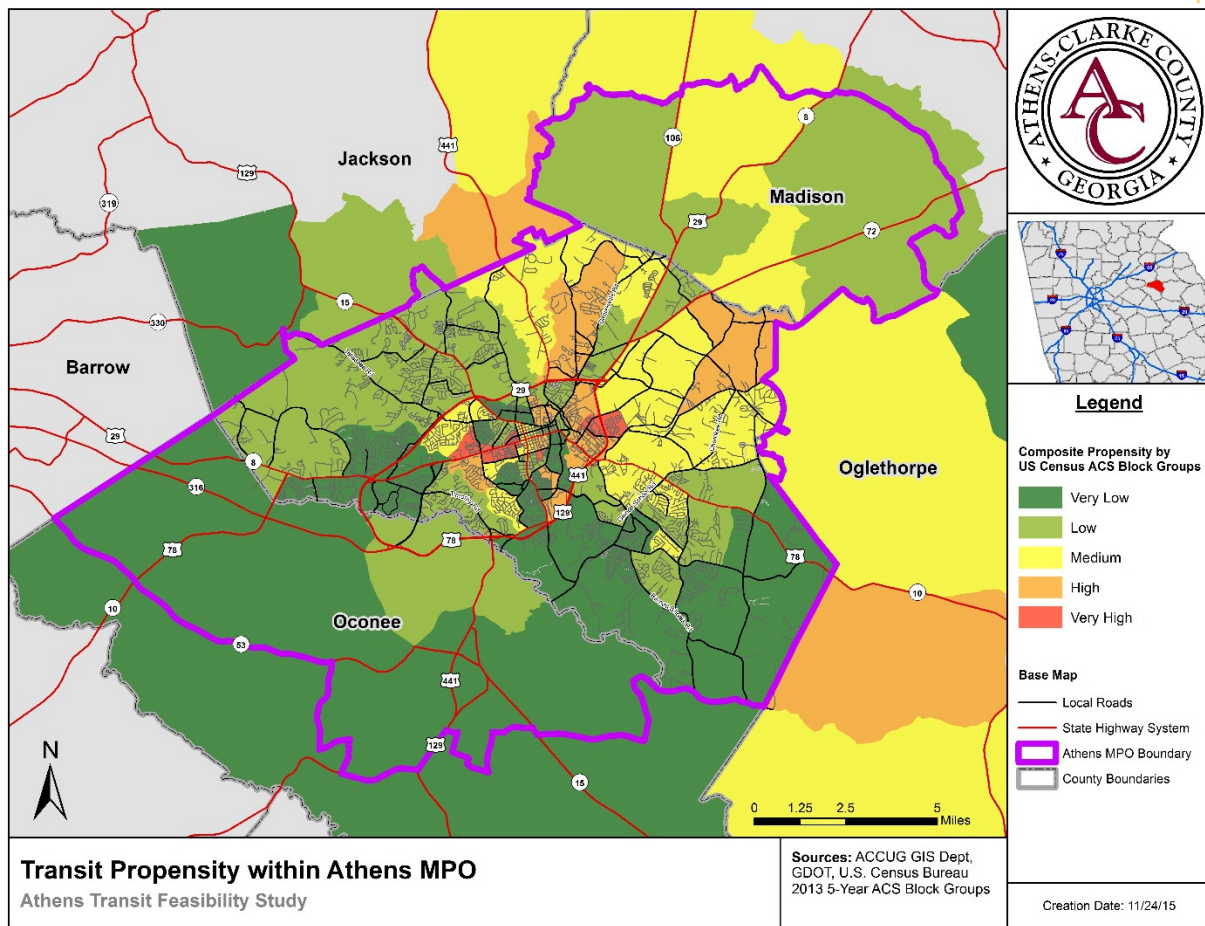 Jackson
Madison
Barrow
Oglethorpe
Oconee
441
106
8
129
319
29
72
15
330
29
29
8
316
441
129
78
78
78
10
10
53
441
129
15
N
0 1.25 2.5 5
Miles
ATHENS-CLARKE COUNTY
GEORGIA
AC
Legend
Composite Propensity by
US Census ACS Block Groups
Very Low
Low
Medium
High
Very High
Base Map
Local Roads
State Highway System
Athens MPO Boundary
County Boundaries
Transit Propensity within Athens MPO
Athens Transit Feasibility Study
Sources: ACCUG GIS Dept,
GDOT, U.S. Census Bureau
2013 5-Year ACS Block Groups
Creation Date: 11/24/15